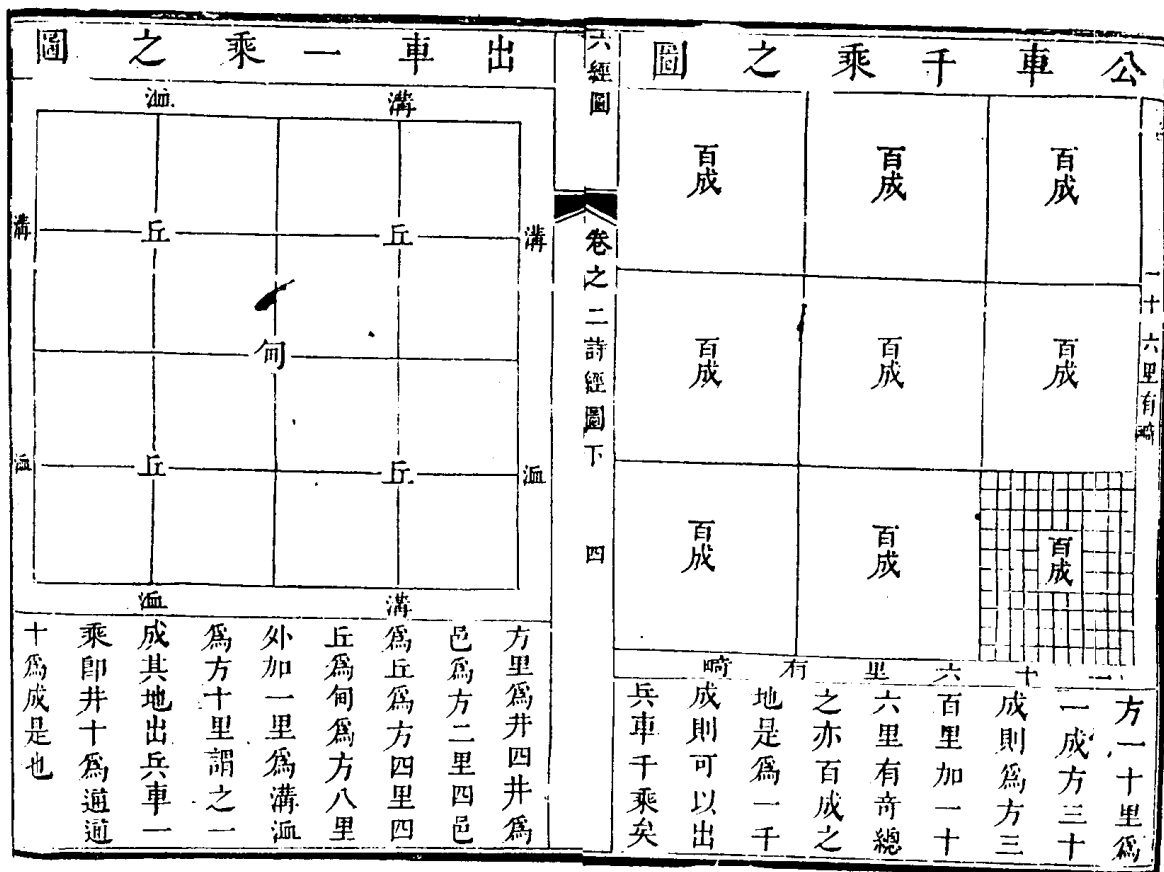 公車千乘之圖
百成
百成
百成
百成
百成
百成
百成
百成
百成
一十六里有畸
一十六里有畸
方一十里爲
一成方三十
成則爲方三
百里加一十
六里有奇總
之亦百成之
地是爲一千
成則可以出
兵車千乘矣
六經圖
卷之二詩經圖下
四
出車一乘之圖
溝
洫
溝
溝
丘
丘
甸
洫
洫
丘
丘
溝
洫
方里爲井四井爲
邑爲方二里四邑
爲丘爲方四里四
丘爲甸爲方八里
外加一里爲溝洫
爲方十里謂之一
成其地出兵車一
乘卽井十爲通通
十爲成是也